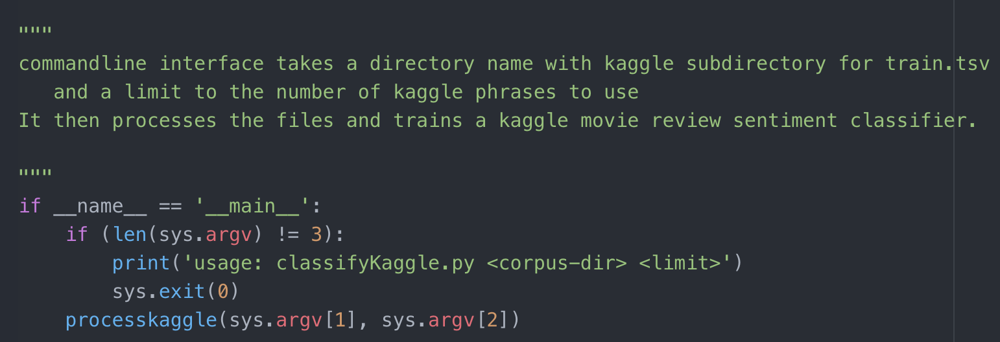 """
commandline interface takes a directory name with kaggle subdirectory for train.tsv
   and a limit to the number of kaggle phrases to use
It then processes the files and trains a kaggle movie review sentiment classifier.
"""
if __name__ == '__main__':
    if (len(sys.argv) != 3):
        print('usage: classifyKaggle.py <corpus-dir> <limit>')
        sys.exit(0)
    processkaggle(sys.argv[1], sys.argv[2])